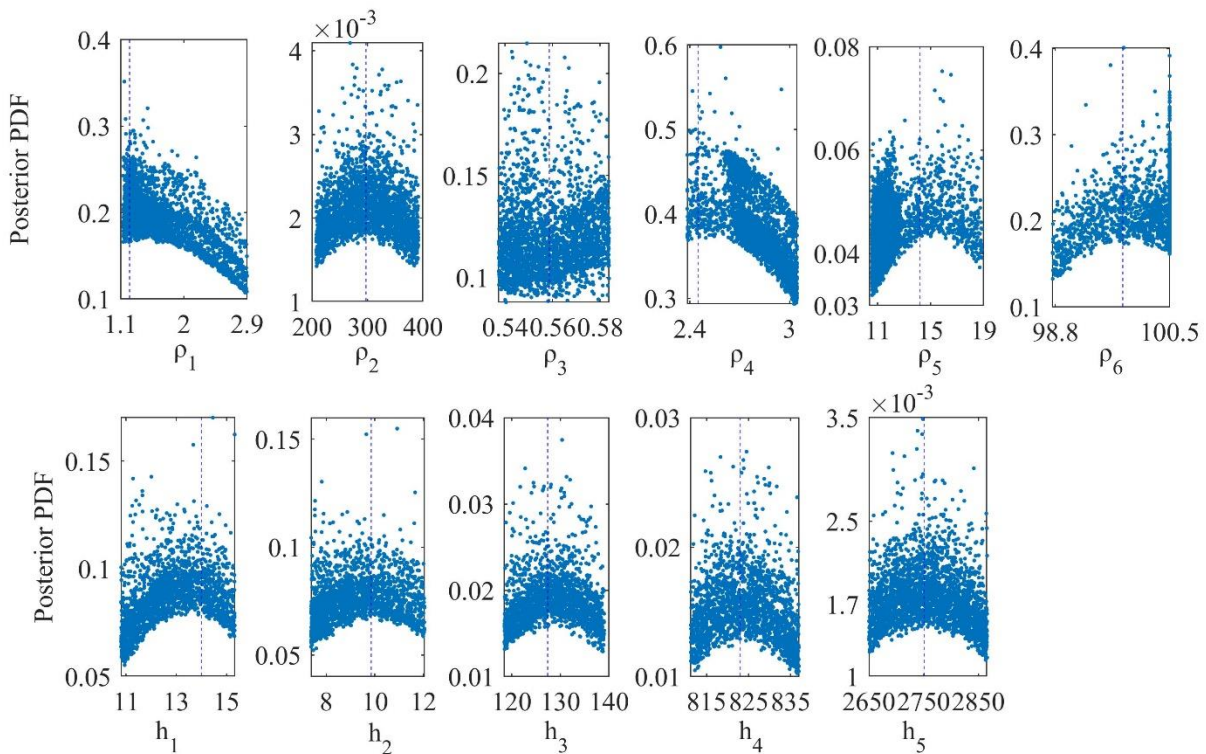 ×10⁻³
0.4 4 0.2 0.6 0.08 0.4
0.3 3 0.15 0.5 0.06 0.3
0.2 2 0.1 0.4 0.04 0.2
0.1 1 0.3 0.03 0.1
Posterior PDF
1.1 2 2.9 200 300 400 0.54 0.56 0.58 2.4 3 11 15 19 98.8 100.5
ρ₁ ρ₂ ρ₃ ρ₄ ρ₅ ρ₆
×10⁻³
0.15 0.15 0.04 0.03 3.5
0.1 0.1 0.03 0.02 3.5
0.05 0.05 0.02 0.01 1.7
0.01 1
Posterior PDF
11 13 15 8 10 12 120 130 140 815 825 835 2650 2750 2850
h₁ h₂ h₃ h₄ h₅